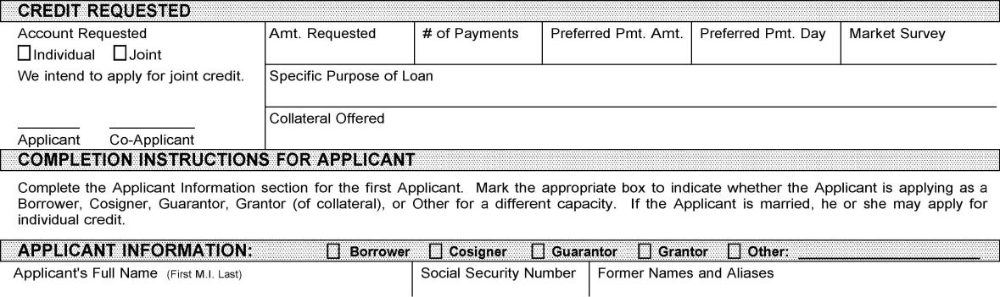 CREDIT REQUESTED
Account Requested
Individual Joint
We intend to apply for joint credit.
Applicant Co-Applicant
Amt. Requested
# of Payments
Preferred Pmt. Amt.
Preferred Pmt. Day
Market Survey
Specific Purpose of Loan
Collateral Offered
COMPLETION INSTRUCTIONS FOR APPLICANT
Complete the Applicant Information section for the first Applicant. Mark the appropriate box to indicate whether the Applicant is applying as a
Borrower, Cosigner, Guarantor, Grantor (of collateral), or Other for a different capacity. If the Applicant is married, he or she may apply for
individual credit.
APPLICANT INFORMATION: Borrower Cosigner Guarantor Grantor Other:
Applicant's Full Name (First M.I. Last)
Social Security Number
Former Names and Aliases